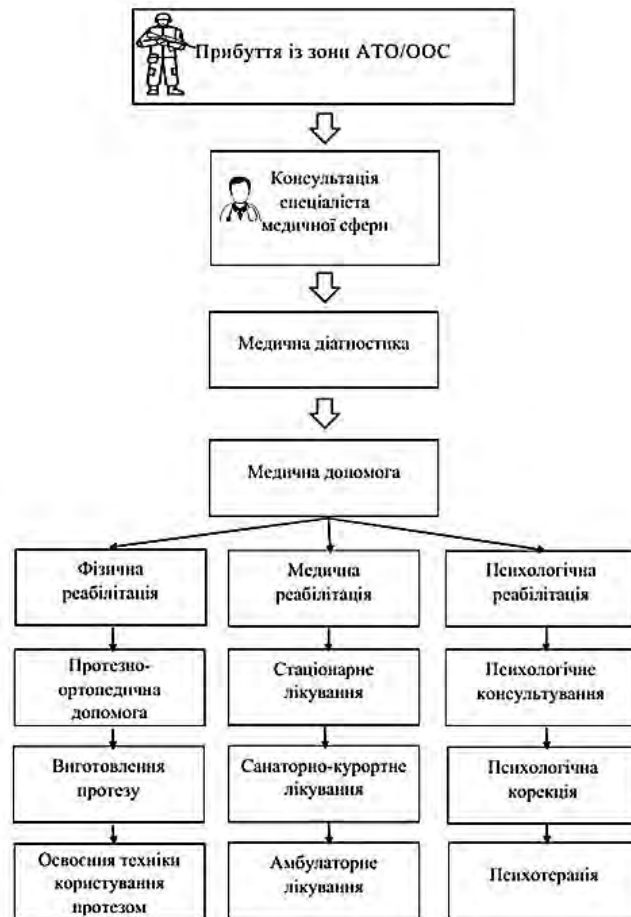 Прибуття із зони АТО/ООС
Консультація
спеціаліста
медичної сфери
Медична діагностика
Медична допомога
Фізична
реабілітація
Медична
реабілітація
Психологічна
реабілітація
Протезно-
ортопедична
допомога
Стаціонарне
лікування
Психологічне
консультування
Виготовлення
протезу
Санаторно-курортне
лікування
Психологічна
корекція
Освоєння техніки
користування
протезом
Амбулаторне
лікування
Психотерапія